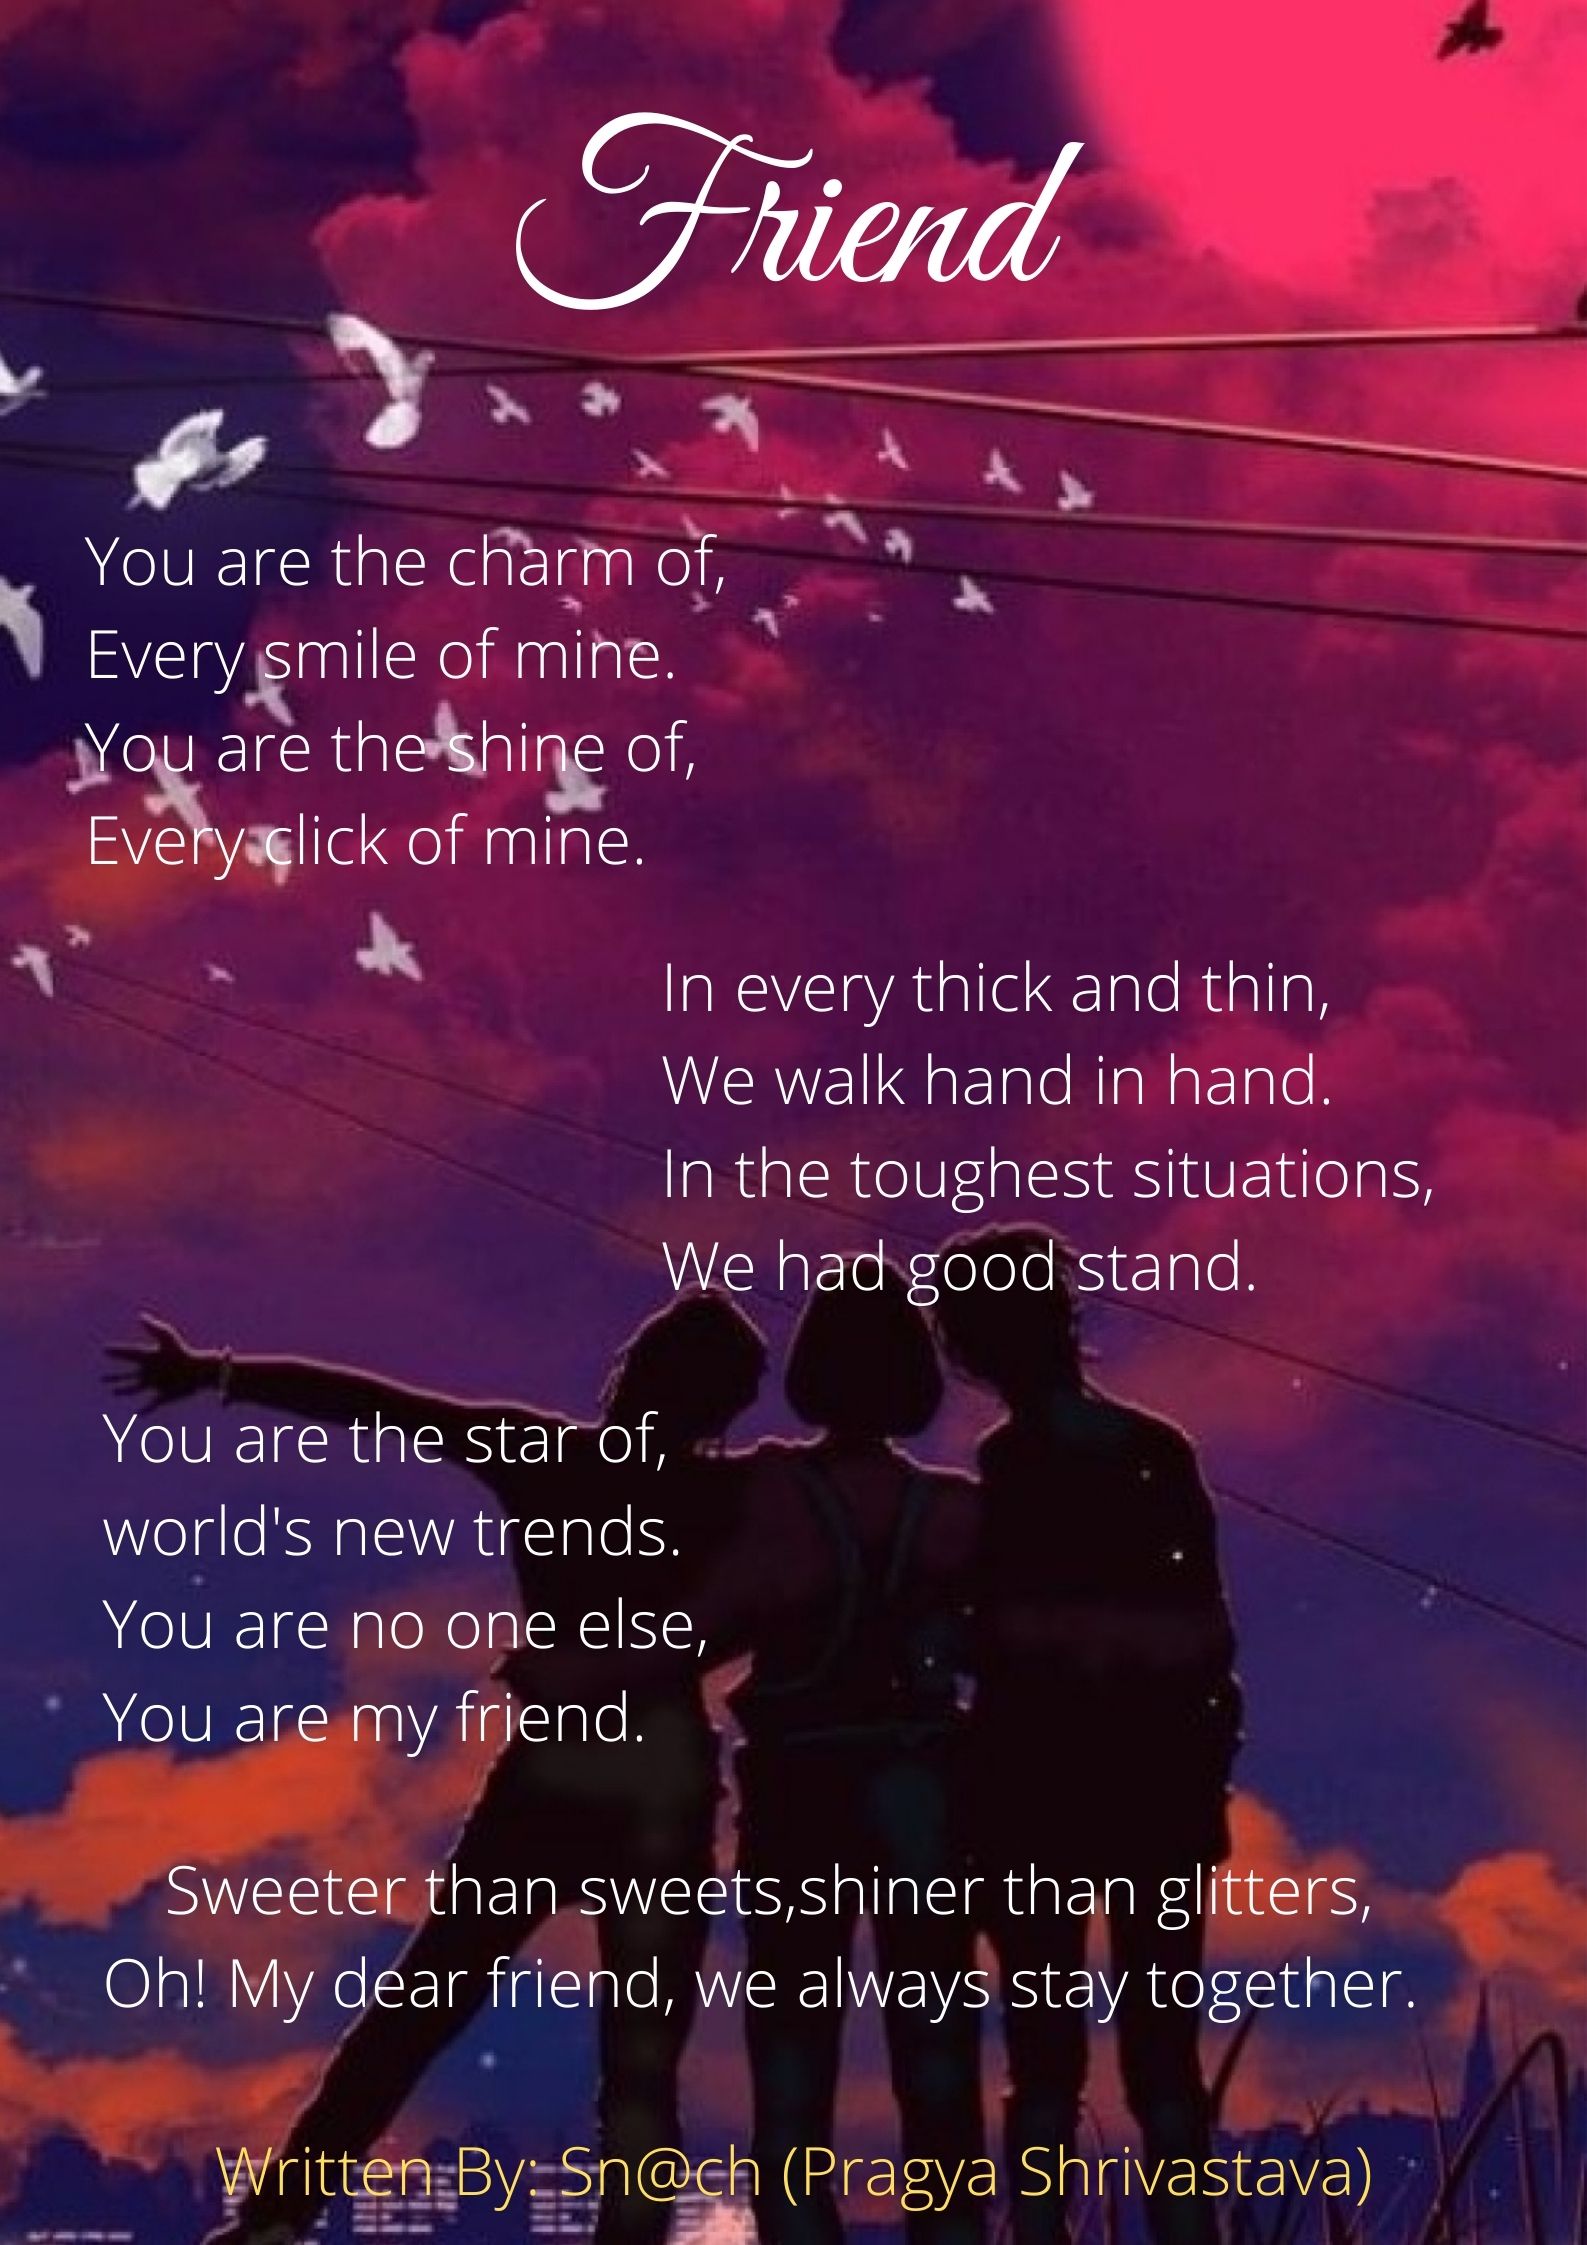 Friend
You are the charm of,
Every smile of mine.
You are the shine of,
Every click of mine.
In every thick and thin,
We walk hand in hand.
In the toughest situations,
We had good stand.
You are the star of,
world's new trends.
You are no one else,
You are my friend.
Sweeter than sweets,shiner than glitters,
Oh! My dear friend, we always stay together.
Written By: Sn@ch (Pragya Shrivastava)